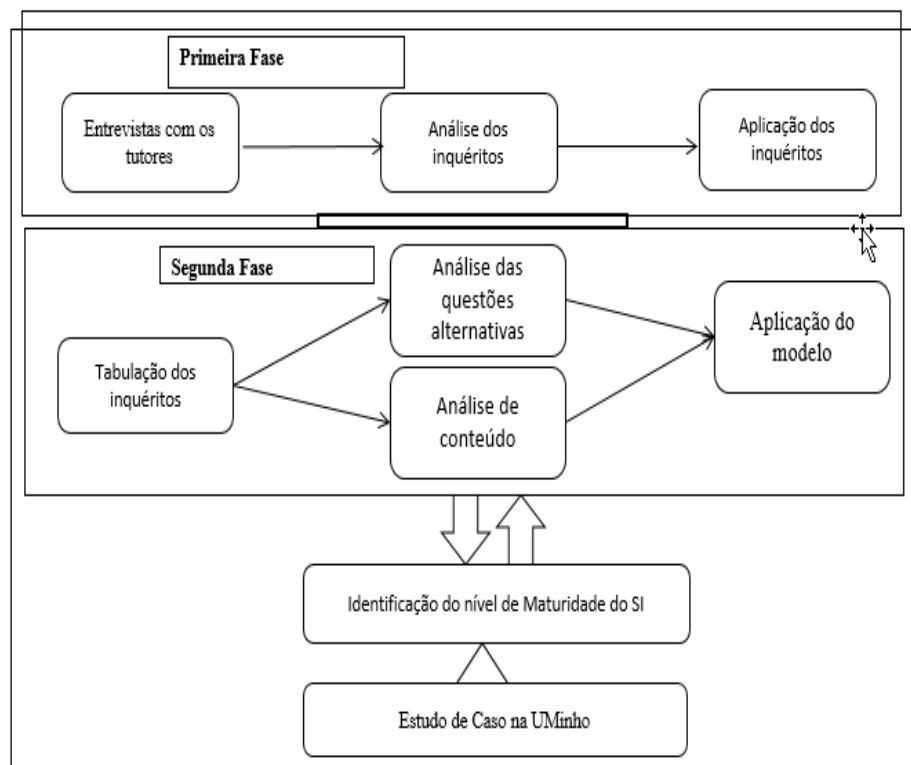 Primeira Fase
Entrevistas com os
tutores
Análise dos
inquéritos
Aplicação dos
inquéritos
Segunda Fase
Análise das
questões
alternativas
Tabulação dos
inquéritos
Análise de
conteúdo
Aplicação do
modelo
Identificação do nível de Maturidade do SI
Estudo de Caso na UMinho